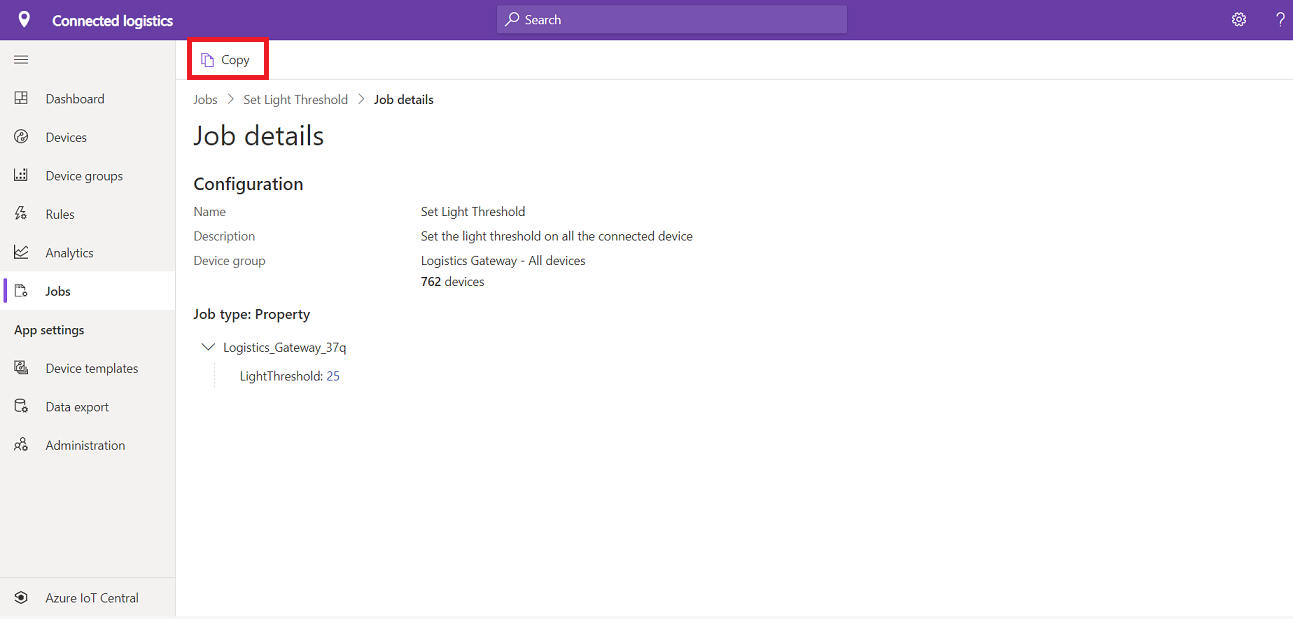 Connected logistics
Search
?
Copy
Dashboard
Devices
Device groups
Rules
Analytics
Jobs
App settings
Device templates
Data export
Administration
Azure IoT Central
Jobs > Set Light Threshold > Job details
Job details
Configuration
Name Set Light Threshold
Description Set the light threshold on all the connected device
Device group Logistics Gateway - All devices
762 devices
Job type: Property
Logistics_Gateway_37q
LightThreshold: 25